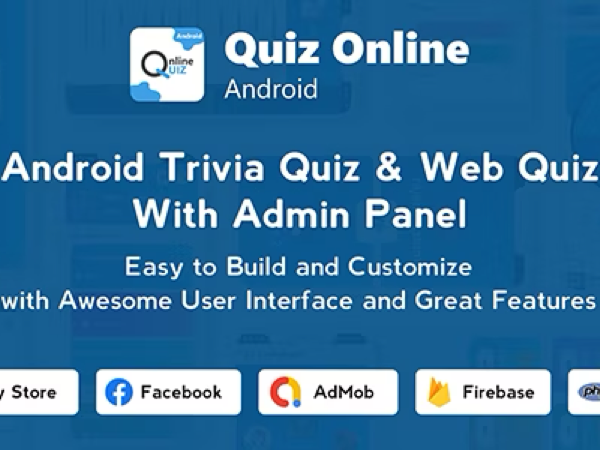 Android
Online
QUIZ
Quiz Online
Android
Android Trivia Quiz & Web Quiz
With Admin Panel
Easy to Build and Customize
with Awesome User Interface and Great Features
y Store
Facebook
AdMob
Firebase
ph